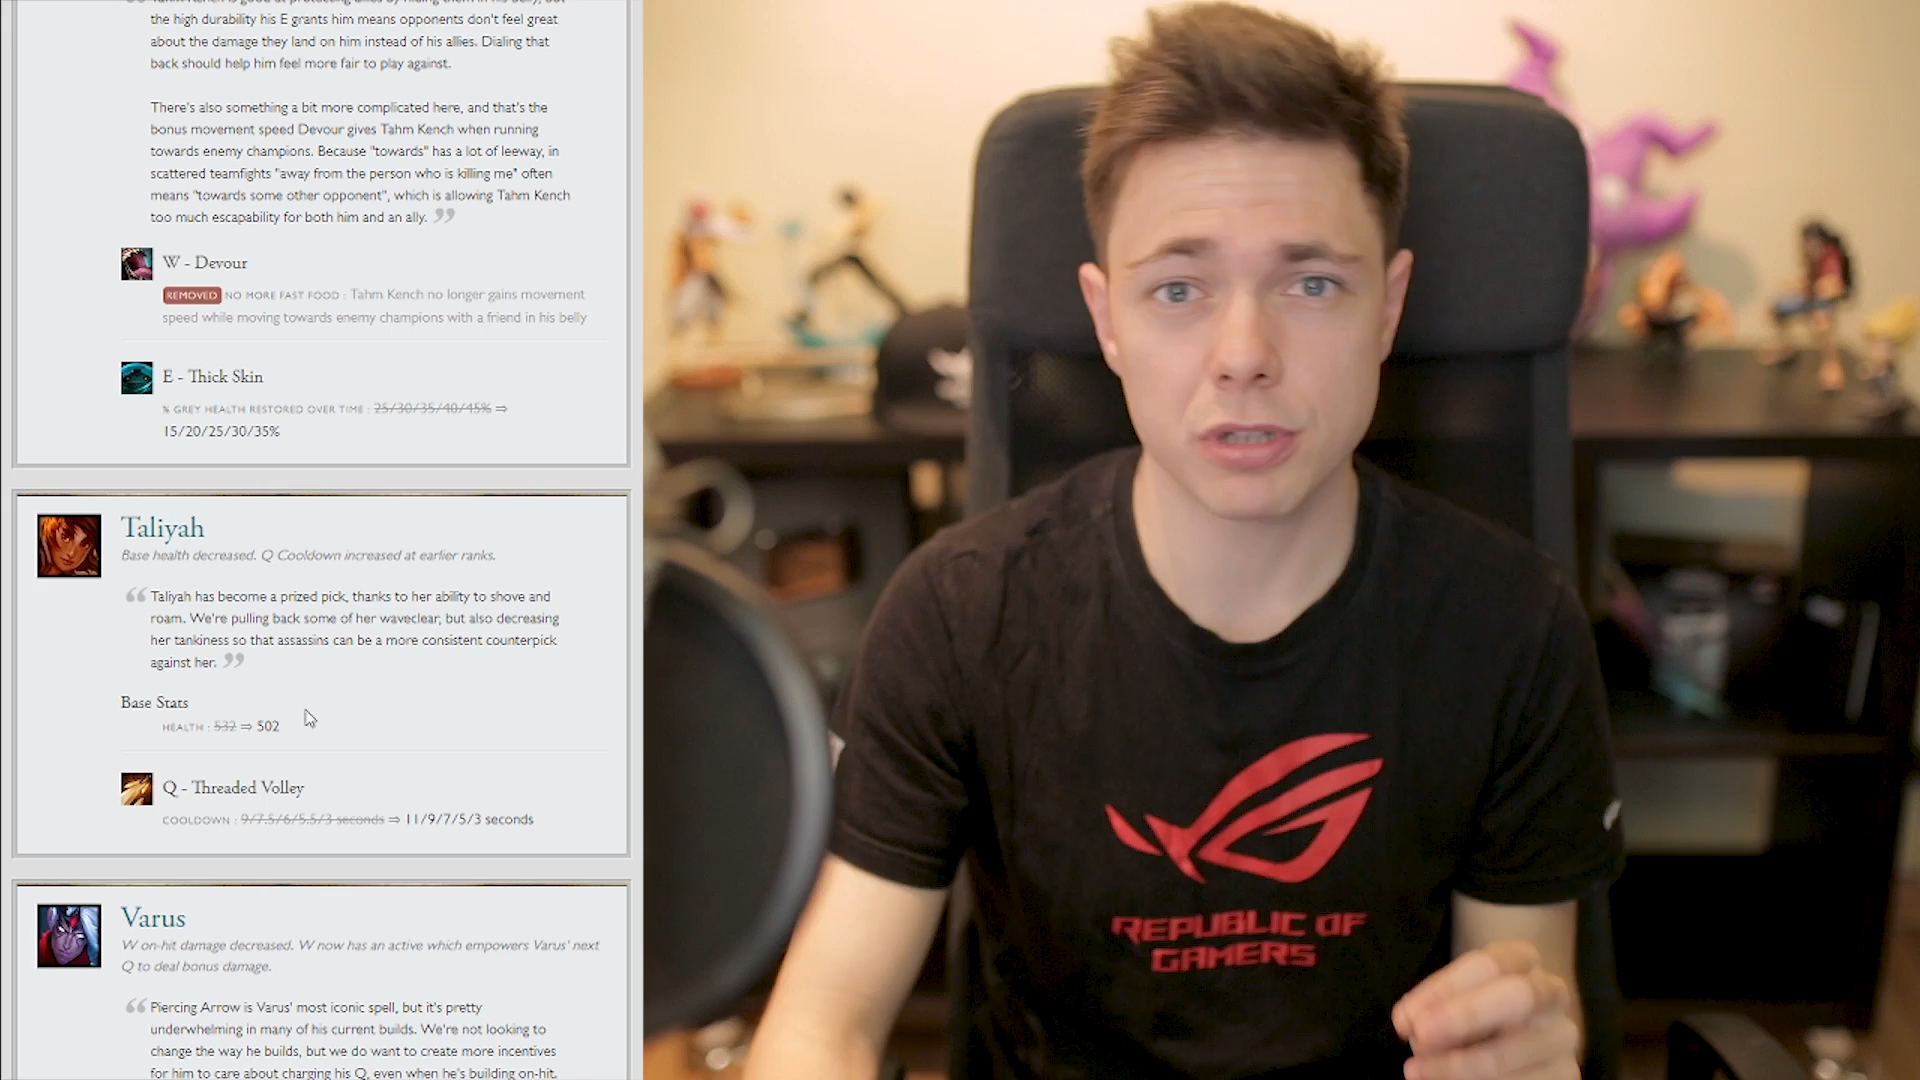 the high durability his E grants him means opponents don't feel great
about the damage they land on him instead of his allies. Dialing that
back should help him feel more fair to play against.
There's also something a bit more complicated here, and that's the
bonus movement speed Devour gives Tahm Kench when running
towards enemy champions. Because "towards" has a lot of leeway, in
scattered teamfights "away from the person who is killing me" often
means "towards some other opponent", which is allowing Tahm Kench
too much escapability for both him and an ally. ”
W - Devour
REMOVED NO MORE FAST FOOD : Tahm Kench no longer gains movement
speed while moving towards enemy champions with a friend in his belly
E - Thick Skin
% GREY HEALTH RESTORED OVER TIME : 25/30/35/40/45% ⇒
15/20/25/30/35%
Taliyah
Base health decreased. Q Cooldown increased at earlier ranks.
“ Taliyah has become a prized pick, thanks to her ability to shove and
roam. We're pulling back some of her waveclear, but also decreasing
her tankiness so that assassins can be a more consistent counterpick
against her. ”
Base Stats
HEALTH : 532 ⇒ 502
Q - Threaded Volley
COOLDOWN : 9/7.5/6/5.5/3 seconds ⇒ 11/9/7/5/3 seconds
Varus
W on-hit damage decreased. W now has an active which empowers Varus' next
Q to deal bonus damage.
“ Piercing Arrow is Varus' most iconic spell, but it's pretty
underwhelming in many of his current builds. We're not looking to
change the way he builds, but we do want to create more incentives
for him to care about charging his Q, even when he's building on-hit.
REPUBLIC OF
GAMERS